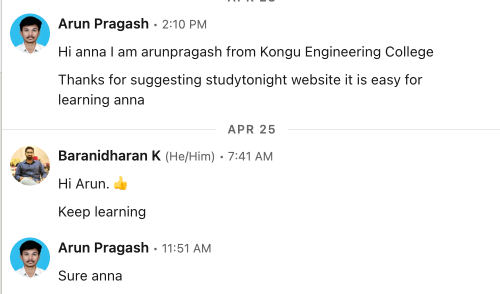 Arun Pragash • 2:10 PM
Hi anna I am arunpragash from Kongu Engineering College
Thanks for suggesting studytonight website it is easy for
learning anna
APR 25
Baranidharan K (He/Him) • 7:41 AM
Hi Arun. 👍
Keep learning
Arun Pragash • 11:51 AM
Sure anna